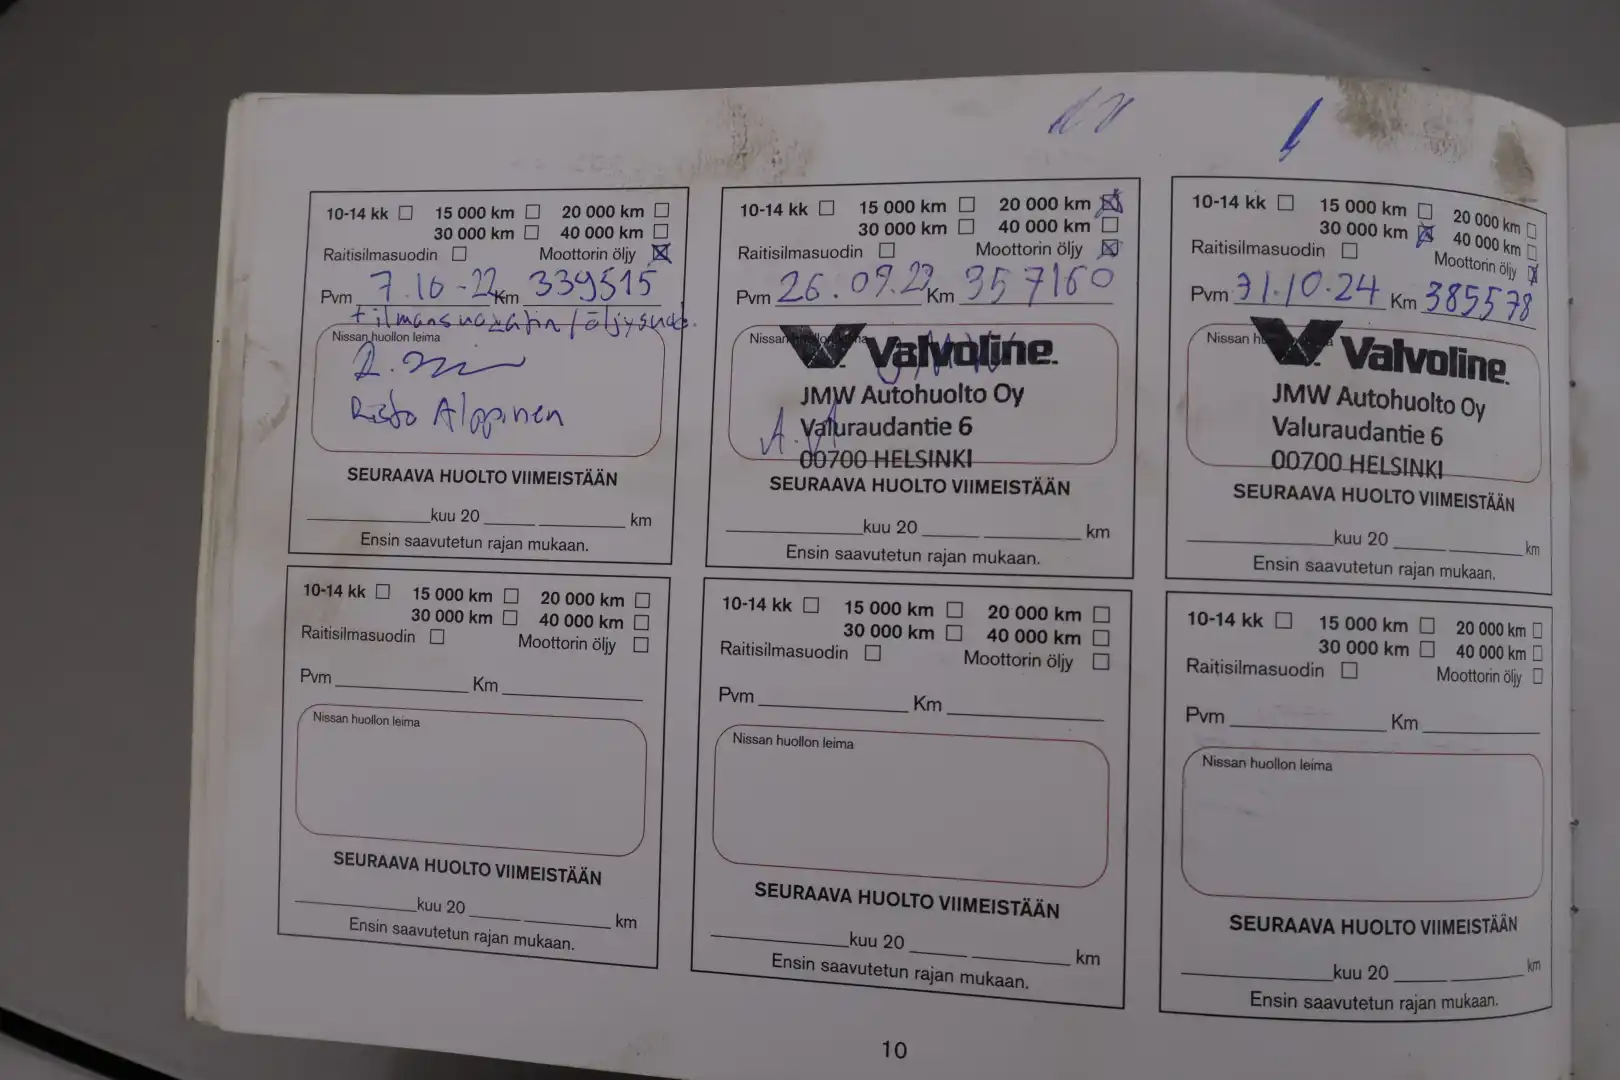 10-14 kk ☐ 15 000 km ☐ 20 000 km ☐
30 000 km ☐ 40 000 km ☐
Raitisilmasuodin ☐ Moottorin öljy ☒
Pvm 7.10-22 Km 339515
+ ilmansuodatin / öljysuod.
Nissan huollon leima
Risto Alppinen
SEURAAVA HUOLTO VIIMEISTÄÄN
kuu 20 km
Ensin saavutetun rajan mukaan.
10-14 kk ☐ 15 000 km ☐ 20 000 km ☒
30 000 km ☐ 40 000 km ☐
Raitisilmasuodin ☐ Moottorin öljy ☒
Pvm 26.09.23 Km 357160
Nissan huollon leima
Valvoline.
JMW Autohuolto Oy
Valuraudantie 6
00700 HELSINKI
SEURAAVA HUOLTO VIIMEISTÄÄN
kuu 20 km
Ensin saavutetun rajan mukaan.
10-14 kk ☐ 15 000 km ☐ 20 000 km ☐
30 000 km ☒ 40 000 km ☐
Raitisilmasuodin ☐ Moottorin öljy ☒
Pvm 31.10.24 Km 385578
Nissan h
Valvoline.
JMW Autohuolto Oy
Valuraudantie 6
00700 HELSINKI
SEURAAVA HUOLTO VIIMEISTÄÄN
kuu 20 km
Ensin saavutetun rajan mukaan.
10-14 kk ☐ 15 000 km ☐ 20 000 km ☐
30 000 km ☐ 40 000 km ☐
Raitisilmasuodin ☐ Moottorin öljy ☐
Pvm Km
Nissan huollon leima
SEURAAVA HUOLTO VIIMEISTÄÄN
kuu 20 km
Ensin saavutetun rajan mukaan.
10-14 kk ☐ 15 000 km ☐ 20 000 km ☐
30 000 km ☐ 40 000 km ☐
Raitisilmasuodin ☐ Moottorin öljy ☐
Pvm Km
Nissan huollon leima
SEURAAVA HUOLTO VIIMEISTÄÄN
kuu 20 km
Ensin saavutetun rajan mukaan.
10-14 kk ☐ 15 000 km ☐ 20 000 km ☐
30 000 km ☐ 40 000 km ☐
Raitisilmasuodin ☐ Moottorin öljy ☐
Pvm Km
Nissan huollon leima
SEURAAVA HUOLTO VIIMEISTÄÄN
kuu 20 km
Ensin saavutetun rajan mukaan.
10